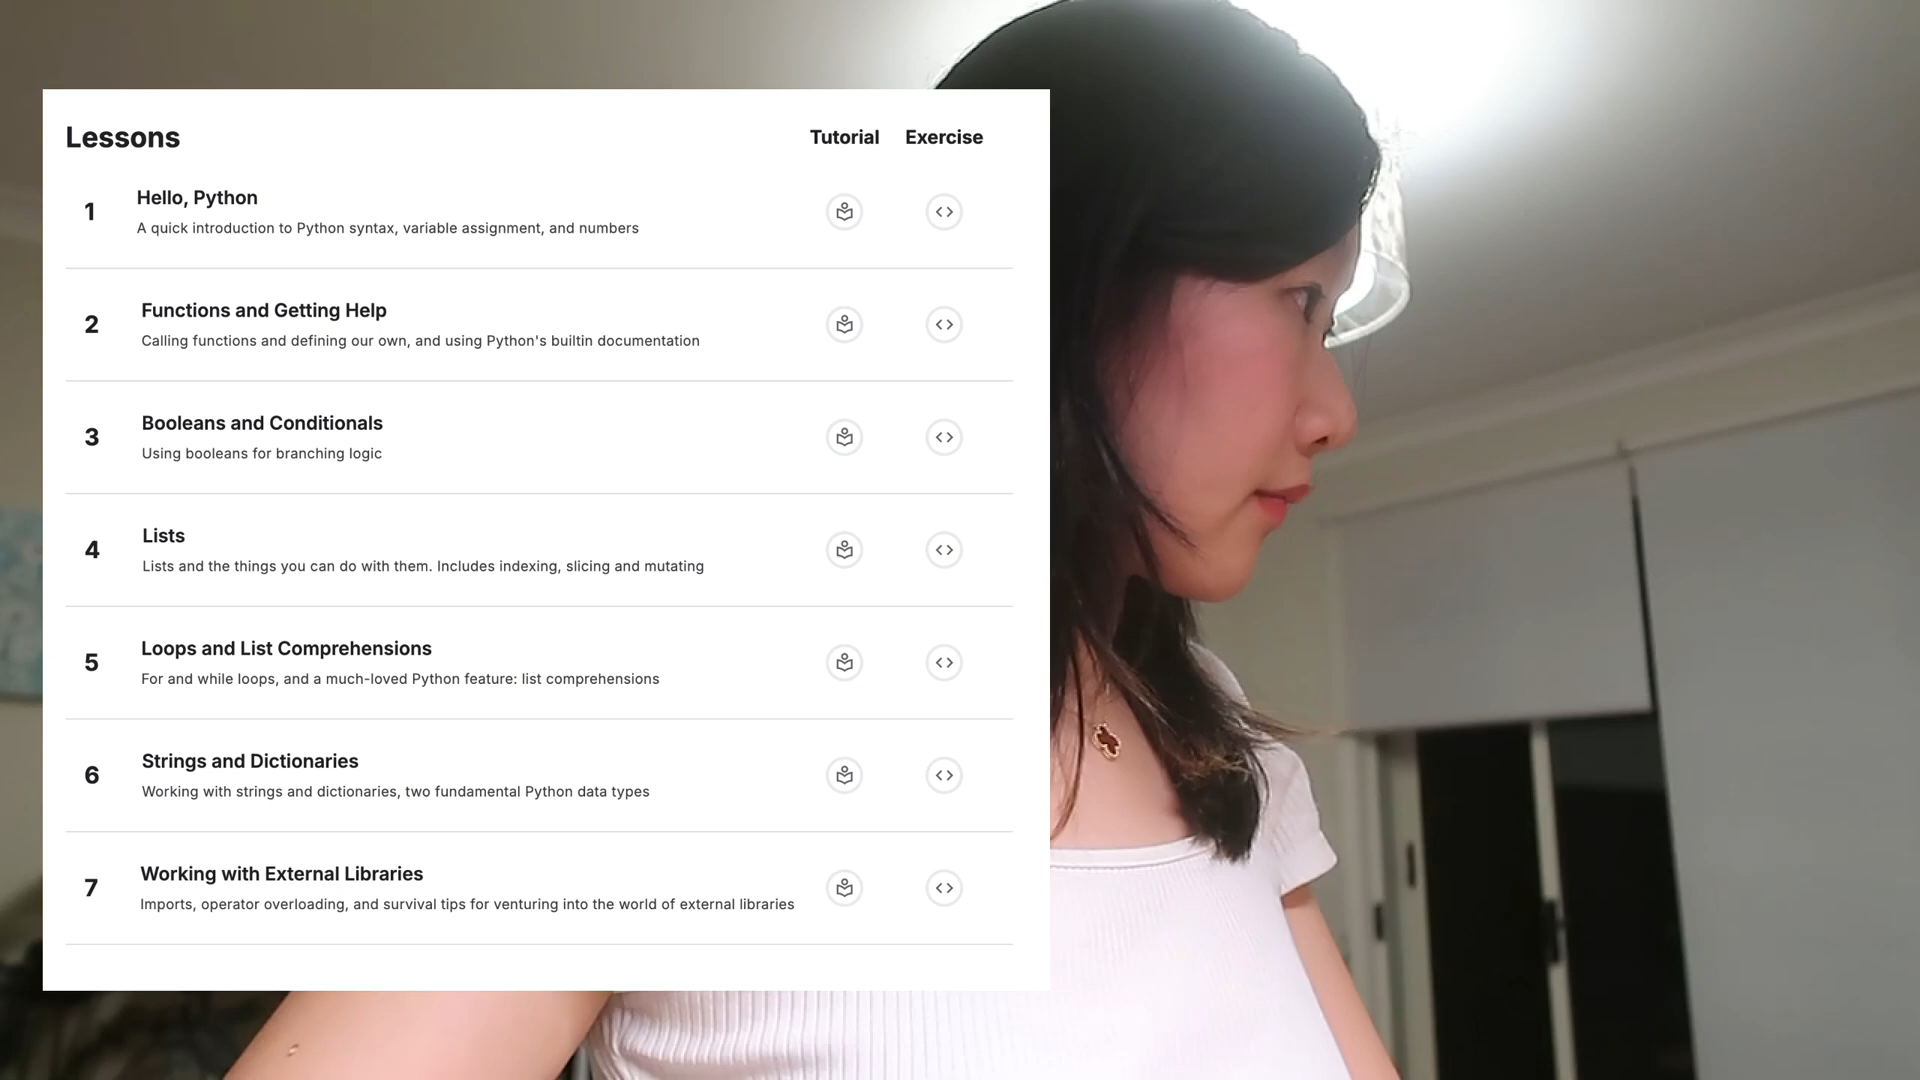 Lessons Tutorial Exercise
1 Hello, Python
A quick introduction to Python syntax, variable assignment, and numbers
2 Functions and Getting Help
Calling functions and defining our own, and using Python's builtin documentation
3 Booleans and Conditionals
Using booleans for branching logic
4 Lists
Lists and the things you can do with them. Includes indexing, slicing and mutating
5 Loops and List Comprehensions
For and while loops, and a much-loved Python feature: list comprehensions
6 Strings and Dictionaries
Working with strings and dictionaries, two fundamental Python data types
7 Working with External Libraries
Imports, operator overloading, and survival tips for venturing into the world of external libraries